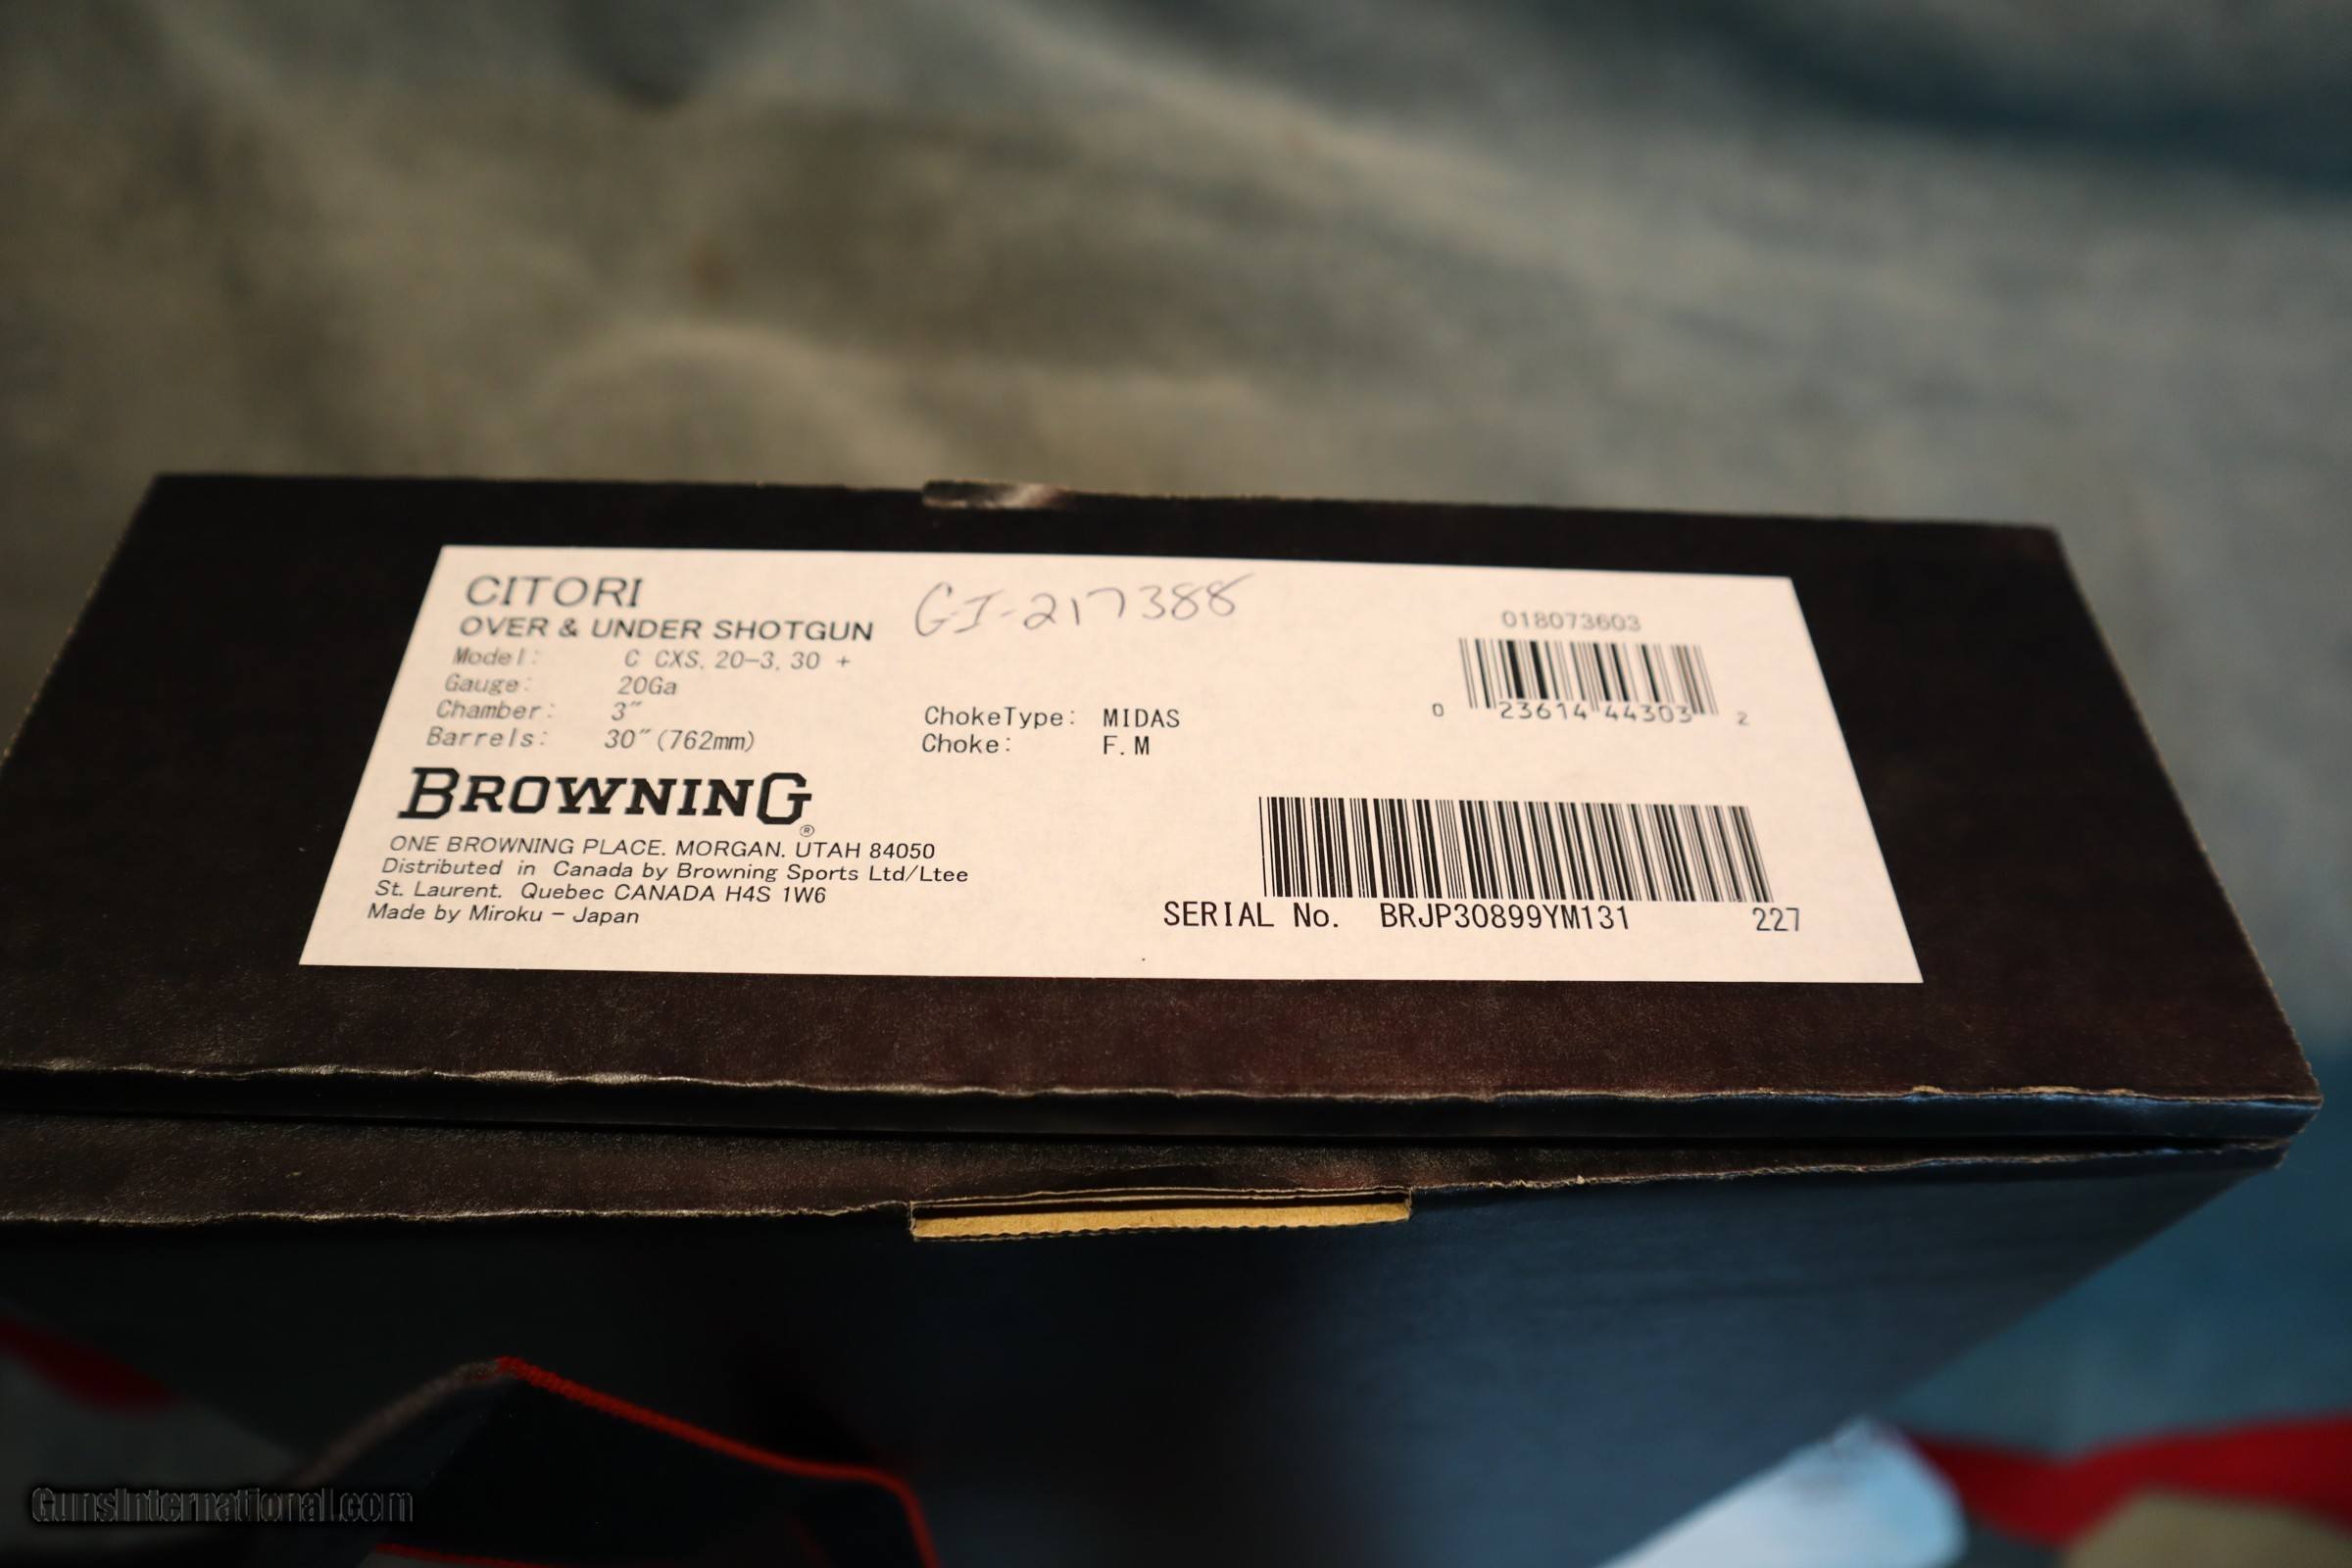 CITORI
OVER & UNDER SHOTGUN
GI-217388
Model: C CXS, 20-3, 30 +
Gauge: 20Ga
Chamber: 3"
Barrels: 30"(762mm)
ChokeType: MIDAS
Choke: F.M
018073603
0 23614 44303 2
BROWNING®
ONE BROWNING PLACE. MORGAN. UTAH 84050
Distributed in Canada by Browning Sports Ltd/Ltee
St. Laurent. Quebec CANADA H4S 1W6
Made by Miroku - Japan
SERIAL No. BRJP30899YM131 227
GunsInternational.com